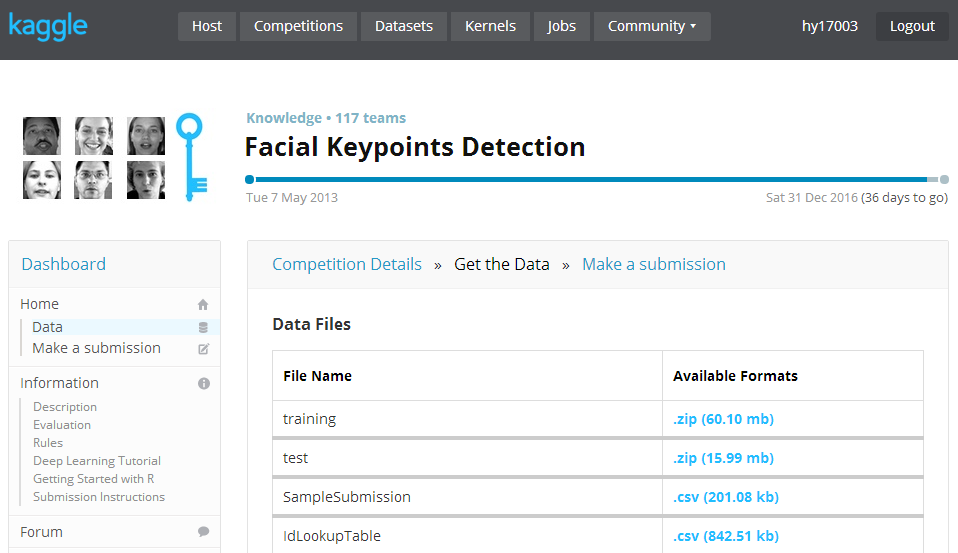 kaggle
Host Competitions Datasets Kernels Jobs Community hy17003 Logout
Knowledge • 117 teams
Facial Keypoints Detection
Tue 7 May 2013 Sat 31 Dec 2016 (36 days to go)
Dashboard
Home
Data
Make a submission
Information
Description
Evaluation
Rules
Deep Learning Tutorial
Getting Started with R
Submission Instructions
Forum
Competition Details » Get the Data » Make a submission
Data Files
File Name Available Formats
training .zip (60.10 mb)
test .zip (15.99 mb)
SampleSubmission .csv (201.08 kb)
IdLookupTable .csv (842.51 kb)